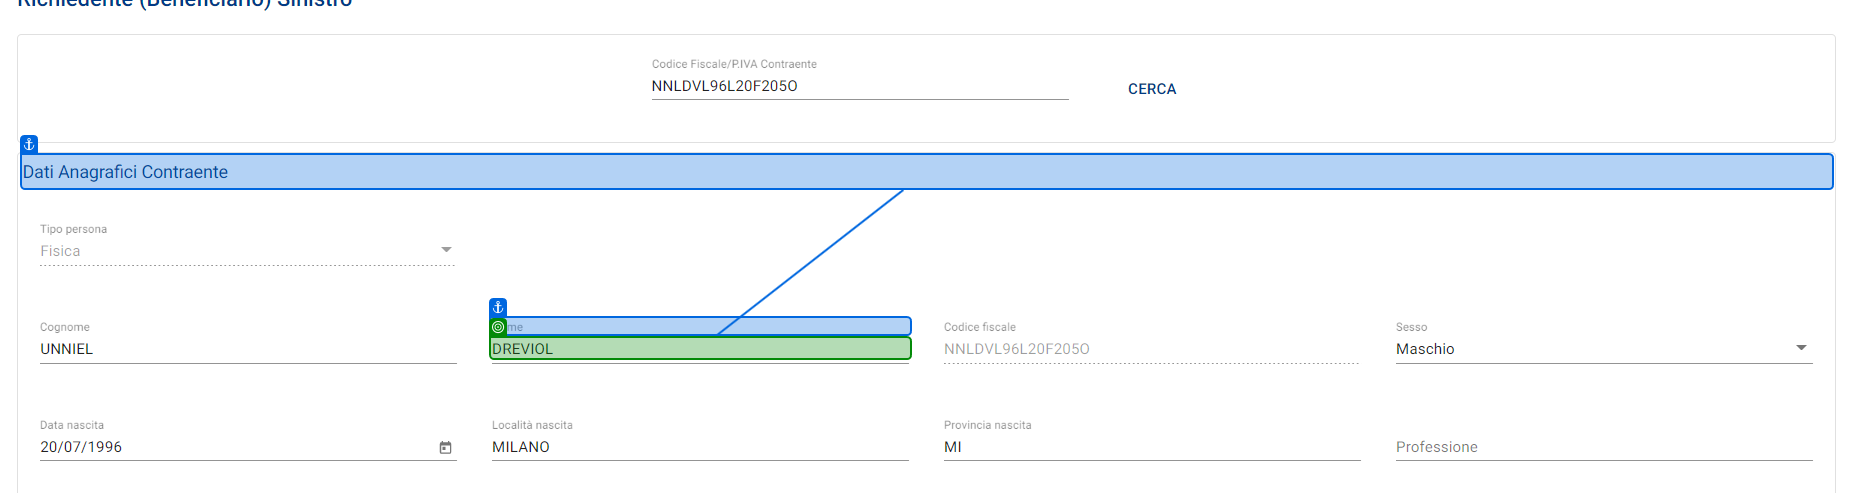 Richiedente (Beneficiario) Sinistro
Codice Fiscale/P.IVA Contraente
NNLDVL96L20F205O
CERCA
Dati Anagrafici Contraente
Tipo persona
Fisica
Cognome
UNNIEL
me
DREVIOL
Codice fiscale
NNLDVL96L20F205O
Sesso
Maschio
Data nascita
20/07/1996
Località nascita
MILANO
Provincia nascita
MI
Professione